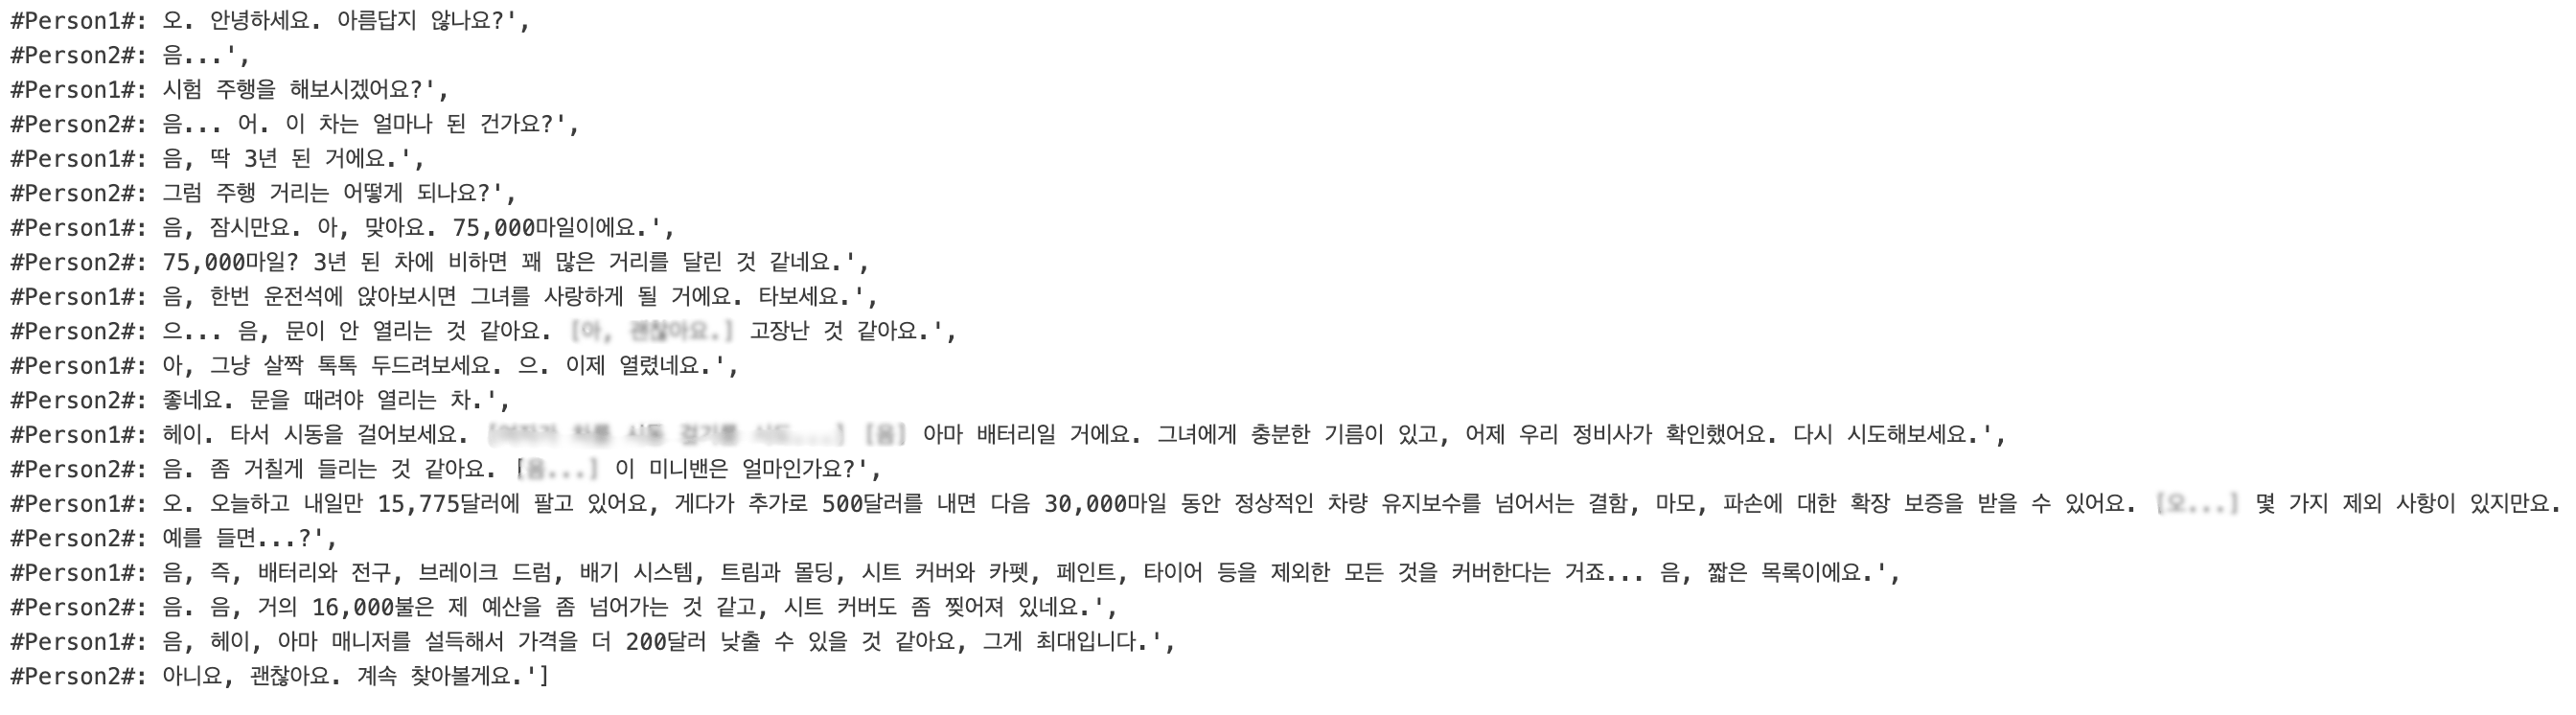 #Person1#: 오. 안녕하세요. 아름답지 않나요?',
#Person2#: 음...',
#Person1#: 시험 주행을 해보시겠어요?',
#Person2#: 음... 어. 이 차는 얼마나 된 건가요?',
#Person1#: 음, 딱 3년 된 거에요.',
#Person2#: 그럼 주행 거리는 어떻게 되나요?',
#Person1#: 음, 잠시만요. 아, 맞아요. 75,000마일이에요.',
#Person2#: 75,000마일? 3년 된 차에 비하면 꽤 많은 거리를 달린 것 같네요.',
#Person1#: 음, 한번 운전석에 앉아보시면 그녀를 사랑하게 될 거에요. 타보세요.',
#Person2#: 으... 음, 문이 안 열리는 것 같아요. [아, 괜찮아요.] 고장난 것 같아요.',
#Person1#: 아, 그냥 살짝 톡톡 두드려보세요. 으. 이제 열렸네요.',
#Person2#: 좋네요. 문을 때려야 열리는 차.',
#Person1#: 헤이. 타서 시동을 걸어보세요. [음] 아마 배터리일 거에요. 그녀에게 충분한 기름이 있고, 어제 우리 정비사가 확인했어요. 다시 시도해보세요.',
#Person2#: 음. 좀 거칠게 들리는 것 같아요. [음...] 이 미니밴은 얼마인가요?',
#Person1#: 오. 오늘하고 내일만 15,775달러에 팔고 있어요, 게다가 추가로 500달러를 내면 다음 30,000마일 동안 정상적인 차량 유지보수를 넘어서는 결함, 마모, 파손에 대한 확장 보증을 받을 수 있어요. [오...] 몇 가지 제외 사항이 있지만요.
#Person2#: 예를 들면...?',
#Person1#: 음, 즉, 배터리와 전구, 브레이크 드럼, 배기 시스템, 트림과 몰딩, 시트 커버와 카펫, 페인트, 타이어 등을 제외한 모든 것을 커버한다는 거죠... 음, 짧은 목록이에요.',
#Person2#: 음. 음, 거의 16,000불은 제 예산을 좀 넘어가는 것 같고, 시트 커버도 좀 찢어져 있네요.',
#Person1#: 음, 헤이, 아마 매니저를 설득해서 가격을 더 200달러 낮출 수 있을 것 같아요, 그게 최대입니다.',
#Person2#: 아니요, 괜찮아요. 계속 찾아볼게요.']